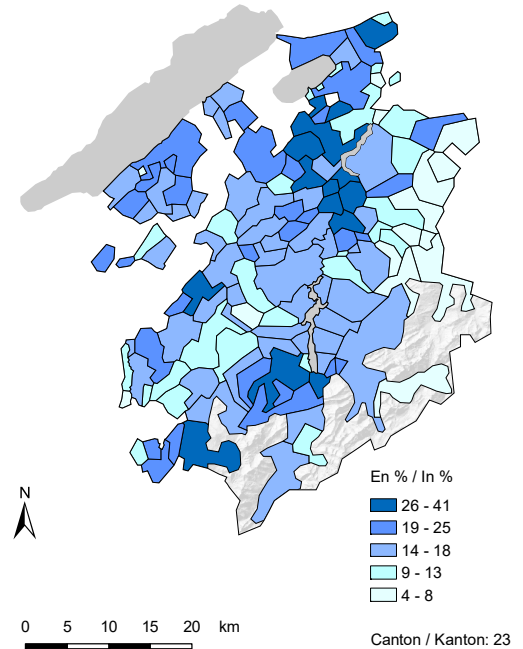 En % / In %
26 - 41
19 - 25
14 - 18
9 - 13
4 - 8
N
0 5 10 15 20 km
Canton / Kanton: 23